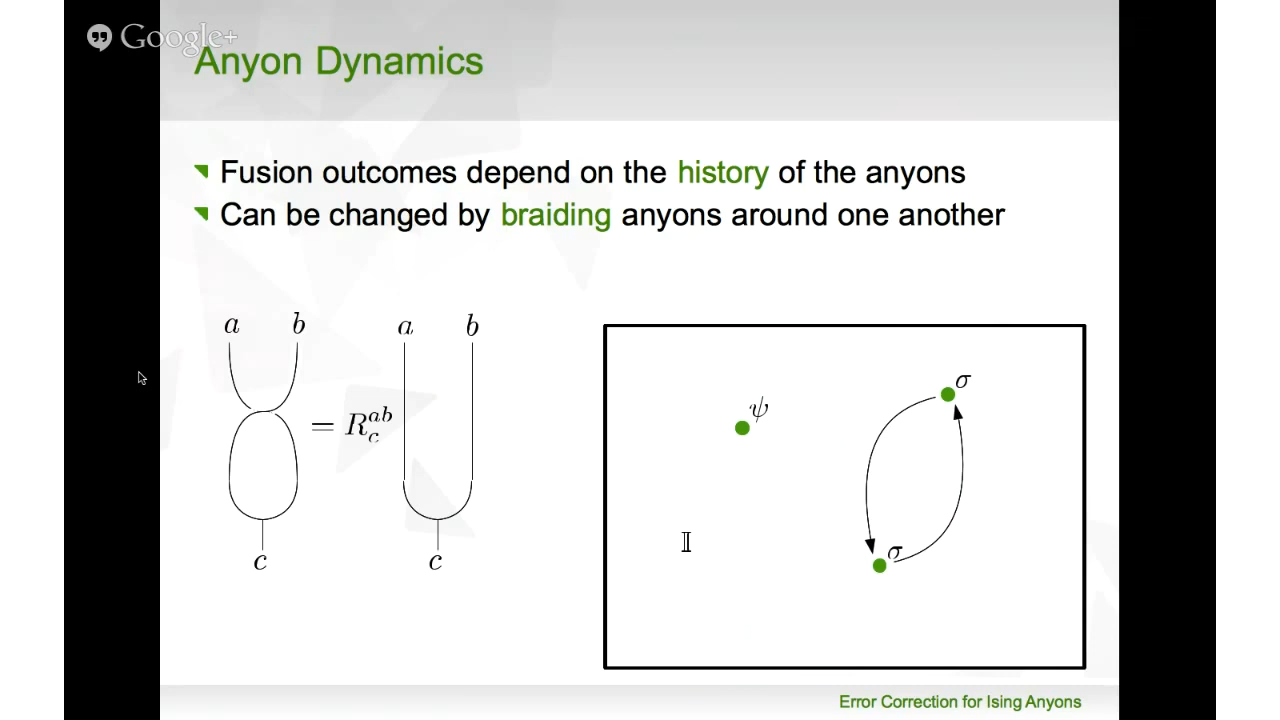 Google+
Anyon Dynamics
Fusion outcomes depend on the history of the anyons
Can be changed by braiding anyons around one another
a b a b
= R_c^{ab}
c c
σ
ψ
𝕀
σ
Error Correction for Ising Anyons